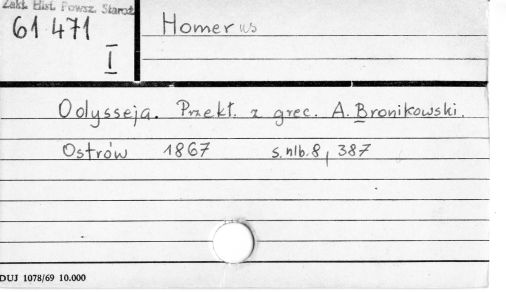 Zakł. Hist. Powsz. Staroż.
61 471
I
Homerus
Odysseja. Przekł. z grec. A. Bronikowski.
Ostrów 1867 s. nlb. 8, 387
DUJ 1078/69 10.000